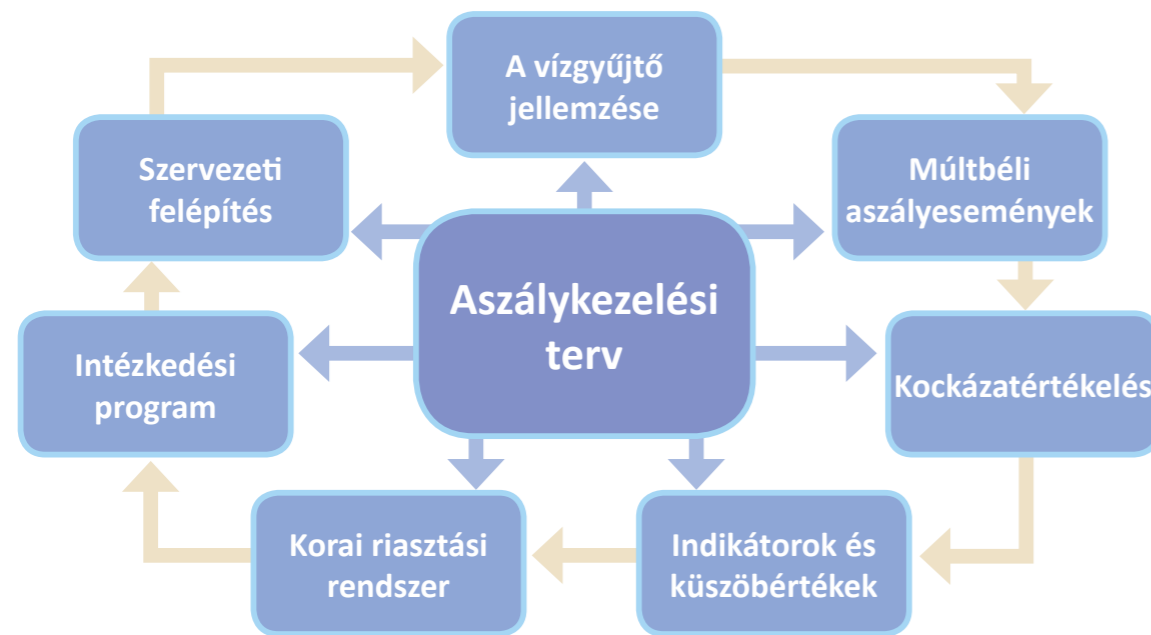 A vízgyűjtő
jellemzése
Szervezeti
felépítés
Múltbéli
aszályesemények
Aszálykezelési
terv
Intézkedési
program
Kockázatértékelés
Korai riasztási
rendszer
Indikátorok és
küszöbértékek